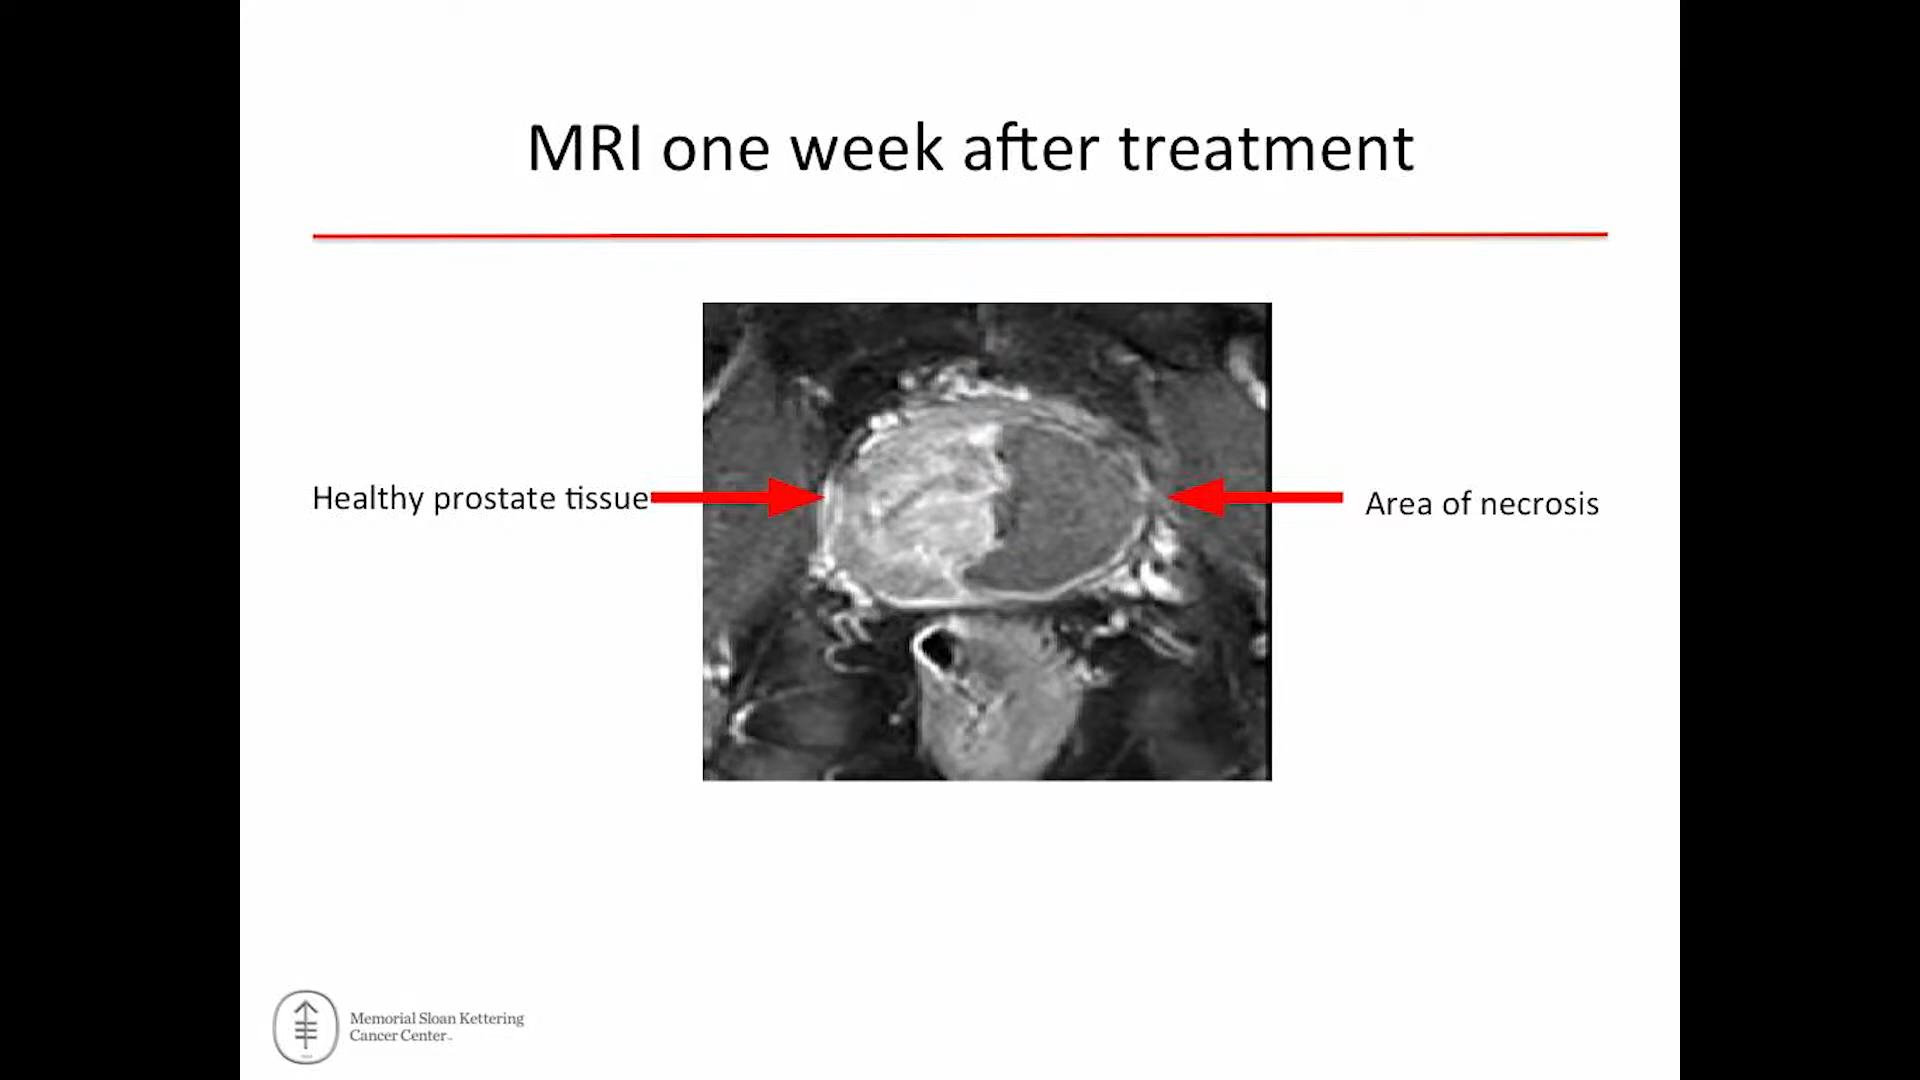 MRI one week after treatment
Healthy prostate tissue
Area of necrosis
Memorial Sloan Kettering
Cancer Center